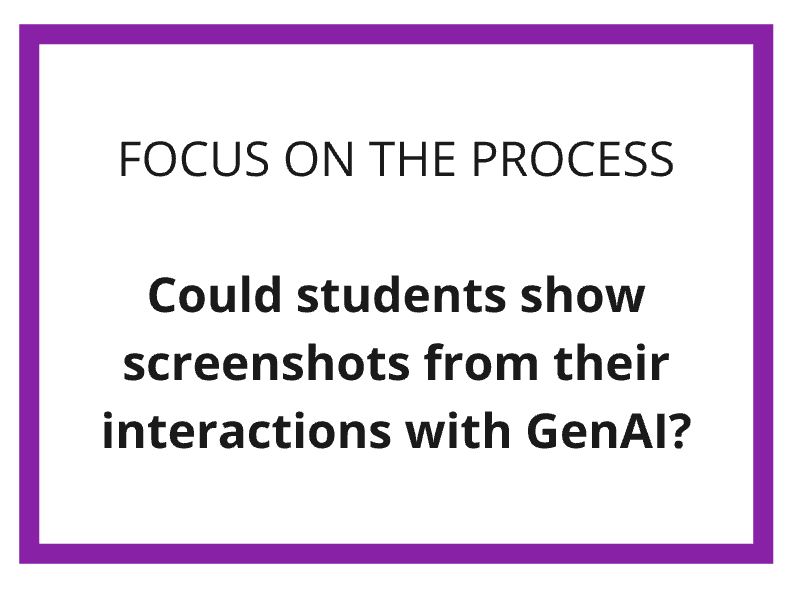 FOCUS ON THE PROCESS
Could students show
screenshots from their
interactions with GenAI?